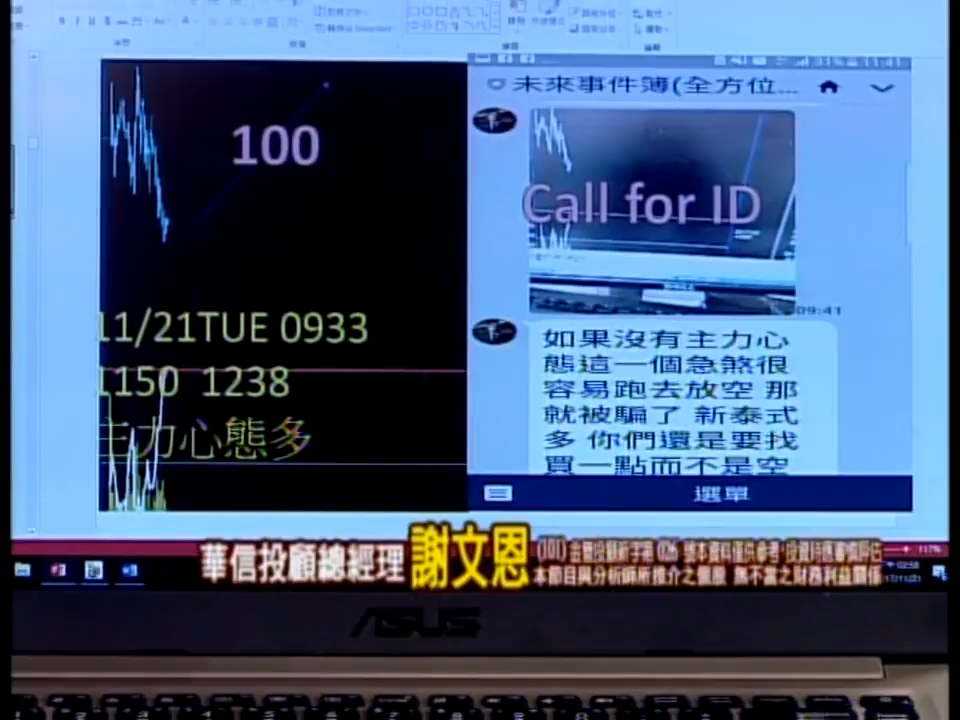 100
11/21TUE 0933
1150 1238
主力心態多
11:41
未來事件簿(全方位...
Call for ID
09:41
如果沒有主力心
態這一個急煞很
容易跑去放空 那
就被騙了 新泰式
多 你們還是要找
買一點而不是空
選單
117%
華信投顧總經理
謝文恩
本節目與分析師所推介之個股 無不當之財務利益關係
02:58
ASUS